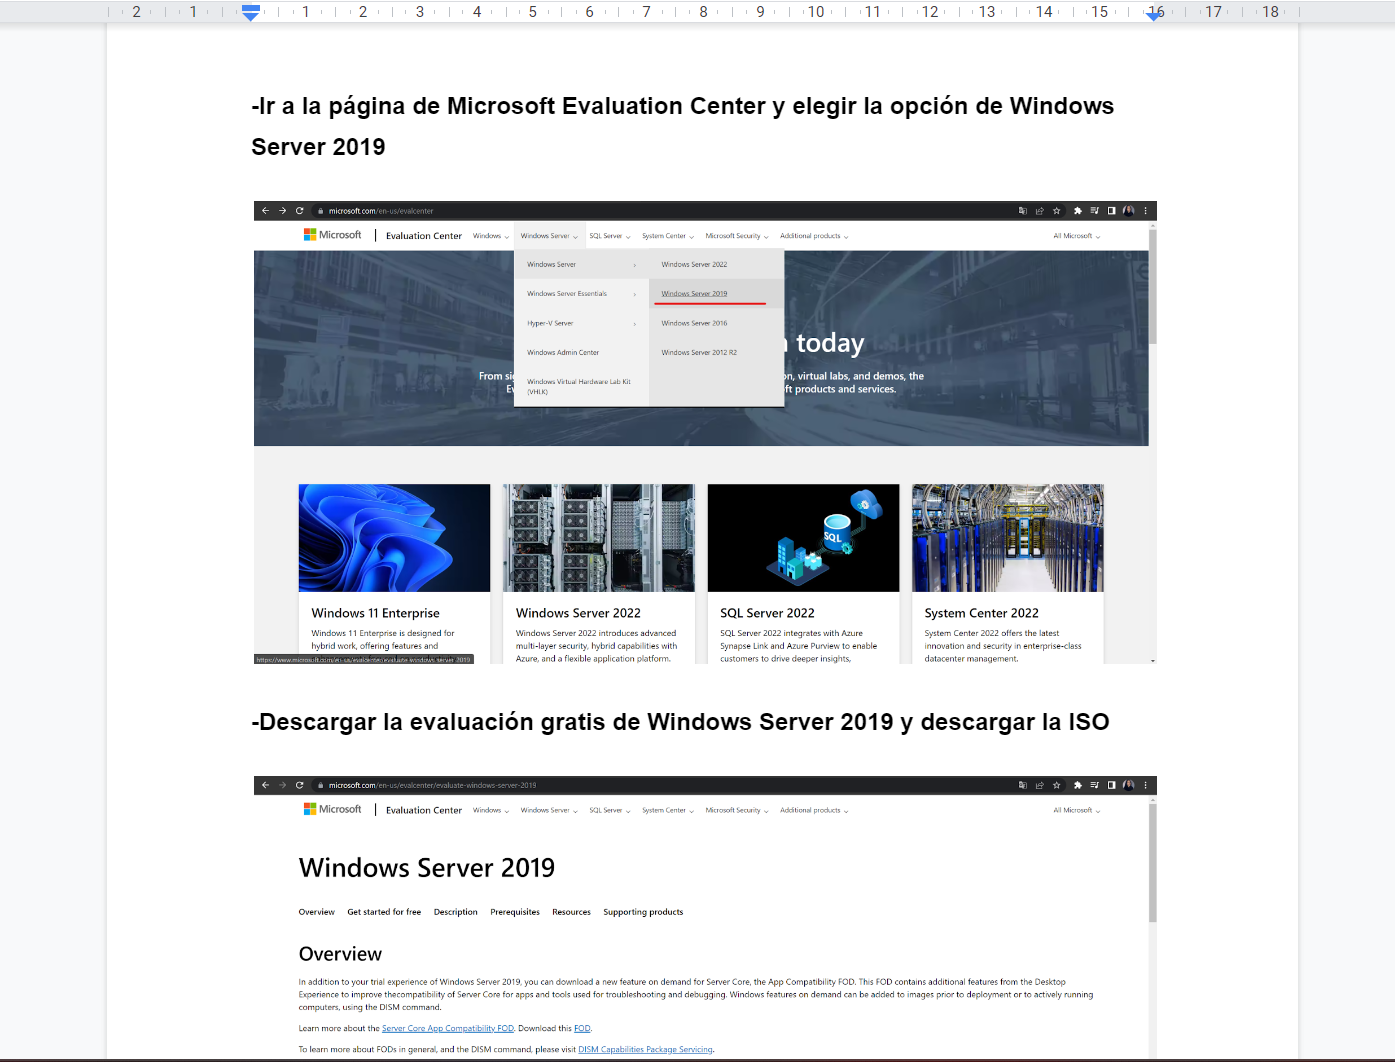 2 1 1 2 3 4 5 6 7 8 9 10 11 12 13 14 15 16 17 18
-Ir a la página de Microsoft Evaluation Center y elegir la opción de Windows
Server 2019
microsoft.com/en-us/evalcenter
Microsoft Evaluation Center Windows Windows Server SQL Server System Center Microsoft Security Additional products All Microsoft
Windows Server Windows Server 2022
Windows Server Essentials Windows Server 2019
Hyper-V Server Windows Server 2016
today
Windows Admin Center Windows Server 2012 R2
From on, virtual labs, and demos, the
Windows Virtual Hardware Lab Kit
(VHLK) ft products and services.
Windows 11 Enterprise
Windows 11 Enterprise is designed for
hybrid work, offering features and
https://www.microsoft.com/en-us/evalcenter/evaluate-windows-server-2019
Windows Server 2022
Windows Server 2022 introduces advanced
multi-layer security, hybrid capabilities with
Azure, and a flexible application platform.
SQL
SQL Server 2022
SQL Server 2022 integrates with Azure
Synapse Link and Azure Purview to enable
customers to drive deeper insights,
System Center 2022
System Center 2022 offers the latest
innovation and security in enterprise-class
datacenter management.
-Descargar la evaluación gratis de Windows Server 2019 y descargar la ISO
microsoft.com/en-us/evalcenter/evaluate-windows-server-2019
Microsoft Evaluation Center Windows Windows Server SQL Server System Center Microsoft Security Additional products All Microsoft
Windows Server 2019
Overview Get started for free Description Prerequisites Resources Supporting products
Overview
In addition to your trial experience of Windows Server 2019, you can download a new feature on demand for Server Core, the App Compatibility FOD. This FOD contains additional features from the Desktop
Experience to improve thecompatibility of Server Core for apps and tools used for troubleshooting and debugging. Windows features on demand can be added to images prior to deployment or to actively running
computers, using the DISM command.
Learn more about the Server Core App Compatibility FOD. Download this FOD.
To learn more about FODs in general, and the DISM command, please visit DISM Capabilities Package Servicing.